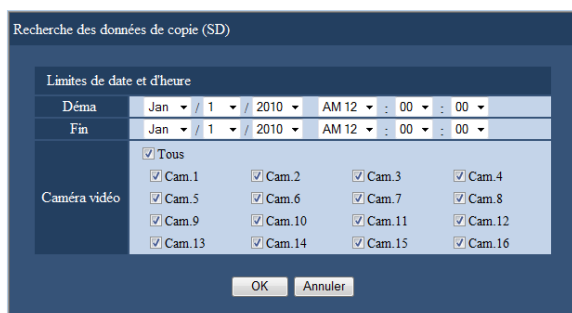 Recherche des données de copie (SD)
Limites de date et d'heure
Déma Jan / 1 / 2010 AM 12 : 00 : 00
Fin Jan / 1 / 2010 AM 12 : 00 : 00
Tous
Caméra vidéo
Cam.1 Cam.2 Cam.3 Cam.4
Cam.5 Cam.6 Cam.7 Cam.8
Cam.9 Cam.10 Cam.11 Cam.12
Cam.13 Cam.14 Cam.15 Cam.16
OK Annuler